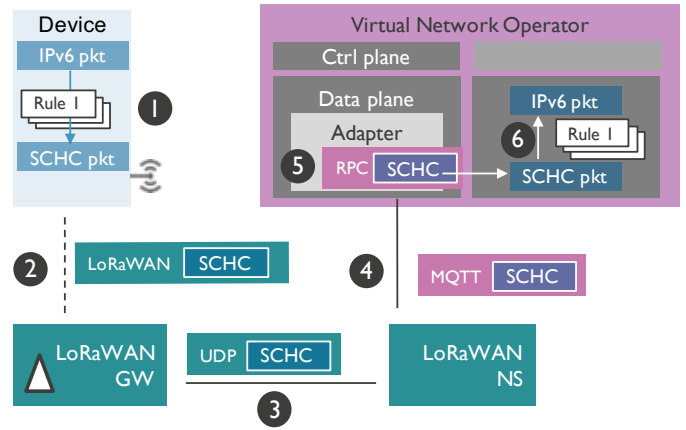 Device
IPv6 pkt
Rule 1
SCHC pkt
1
Virtual Network Operator
Ctrl plane
Data plane
Adapter
5
RPC
SCHC
IPv6 pkt
6
Rule 1
SCHC pkt
2
LoRaWAN
SCHC
4
MQTT
SCHC
LoRaWAN
GW
UDP
SCHC
3
LoRaWAN
NS